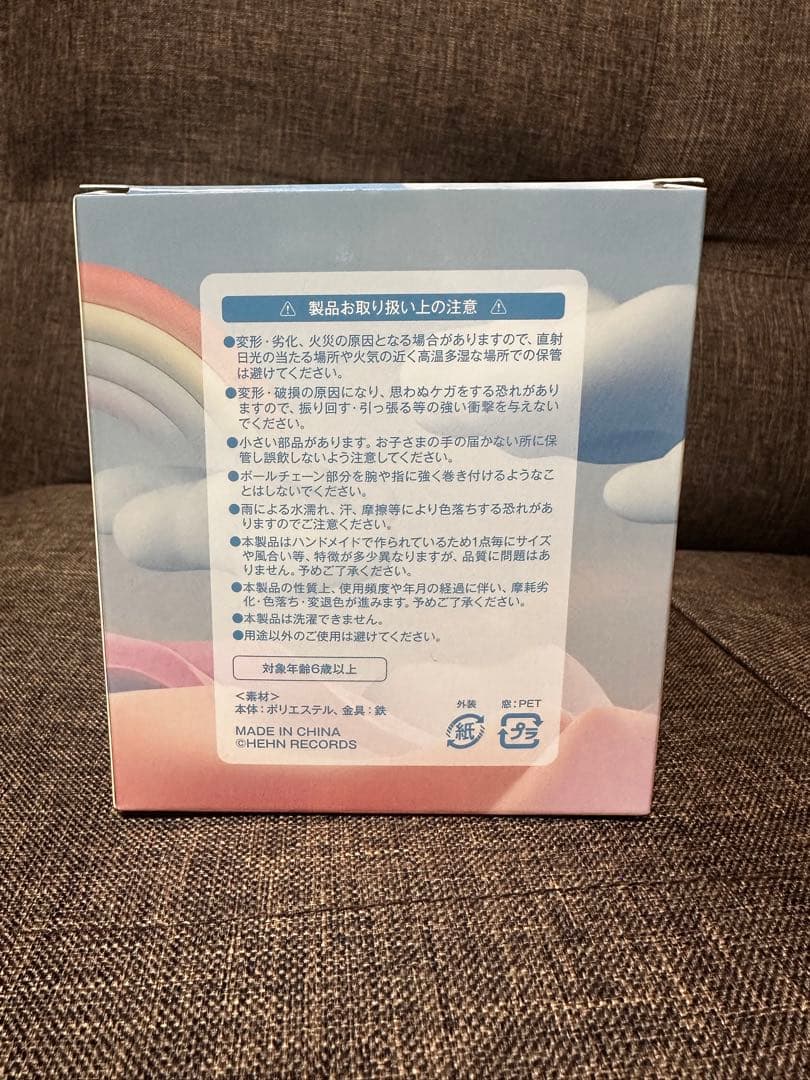 ⚠ 製品お取り扱い上の注意 ⚠
●変形・劣化、火災の原因となる場合がありますので、直射
日光の当たる場所や火気の近く高温多湿な場所での保管
は避けてください。
●変形・破損の原因になり、思わぬケガをする恐れがあり
ますので、振り回す・引っ張る等の強い衝撃を与えない
でください。
●小さい部品があります。お子さまの手の届かない所に保
管し誤飲しないよう注意してください。
●ボールチェーン部分を腕や指に強く巻き付けるようなこ
とはしないでください。
●雨による水濡れ、汗、摩擦等により色落ちする恐れがあ
りますのでご注意ください。
●本製品はハンドメイドで作られているため1点毎にサイズ
や風合い等、特徴が多少異なりますが、品質に問題はあ
りません。予めご了承ください。
●本製品の性質上、使用頻度や年月の経過に伴い、摩耗劣
化・色落ち・変退色が進みます。予めご了承ください。
●本製品は洗濯できません。
●用途以外のご使用は避けてください。
対象年齢6歳以上
<素材>
本体:ポリエステル、金具:鉄
MADE IN CHINA
©HEHN RECORDS
外装 窓:PET
紙 プラ